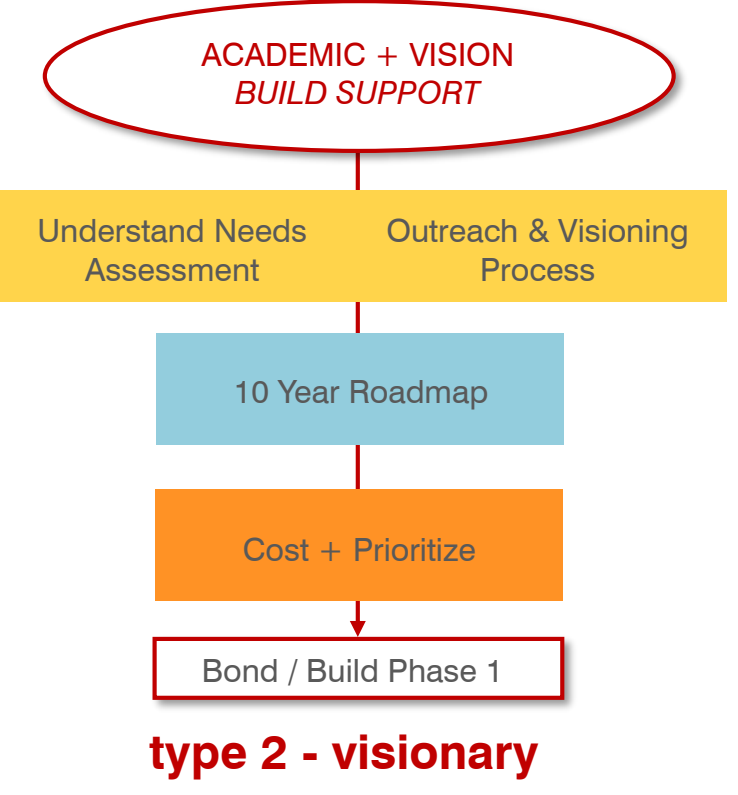 ACADEMIC + VISION
BUILD SUPPORT
Understand Needs
Assessment
Outreach & Visioning
Process
10 Year Roadmap
Cost + Prioritize
Bond / Build Phase 1
type 2 - visionary